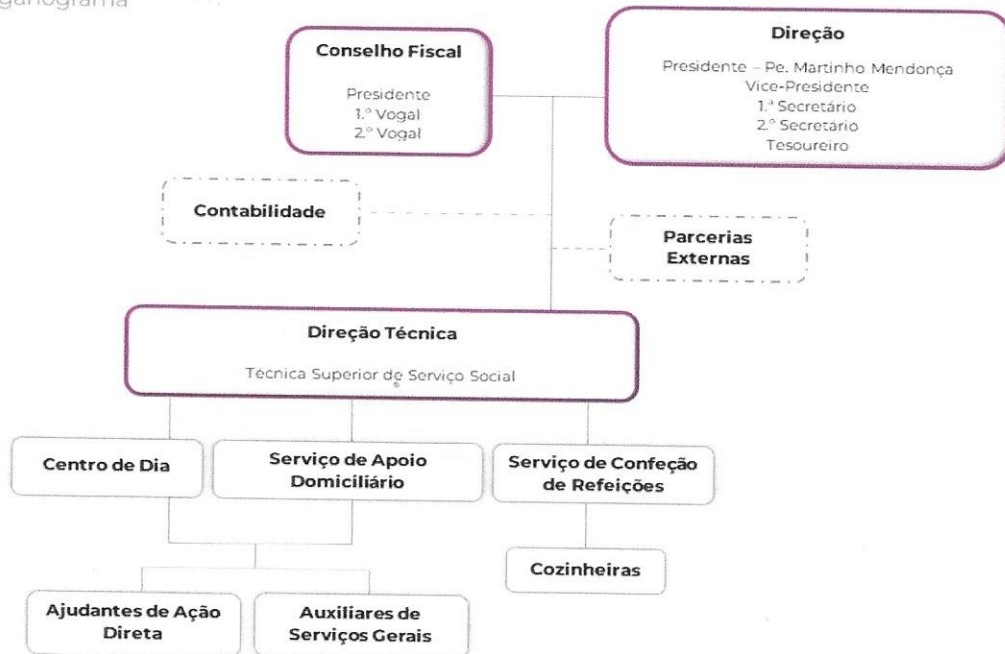 Conselho Fiscal
Presidente
1.º Vogal
2.º Vogal
Direção
Presidente – Pe. Martinho Mendonça
Vice-Presidente
1.ª Secretário
2.º Secretário
Tesoureiro
Contabilidade
Parcerias
Externas
Direção Técnica
Técnica Superior de Serviço Social
Centro de Dia
Serviço de Apoio
Domiciliário
Serviço de Confeção
de Refeições
Cozinheiras
Ajudantes de Ação
Direta
Auxiliares de
Serviços Gerais